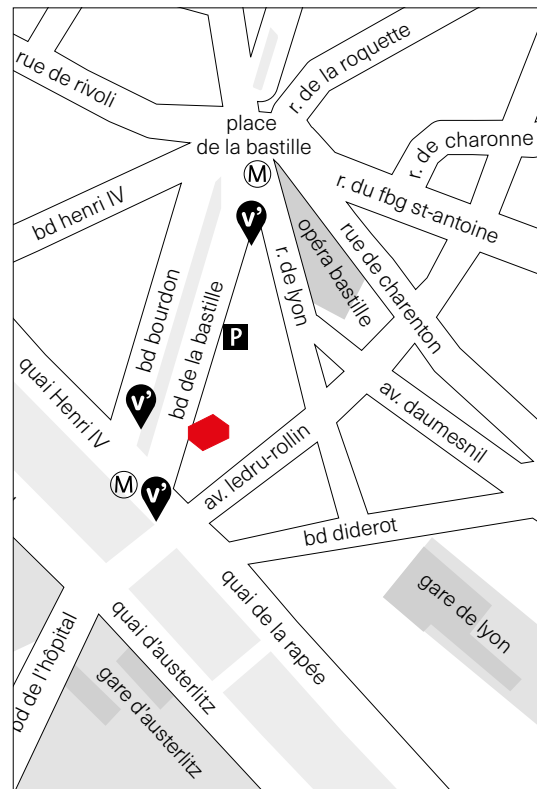 rue de rivoli
r. de la roquette
place
de la bastille
r. de charonne
M
bd henri IV
r. du fbg st-antoine
v'
opéra bastille
r. de lyon
rue de charenton
bd bourdon
bd de la bastille
P
quai Henri IV
v'
av. daumesnil
M
v'
av. ledru-rollin
bd diderot
gare de lyon
quai de la rapée
quai d'austerlitz
bd de l'hôpital
gare d'austerlitz